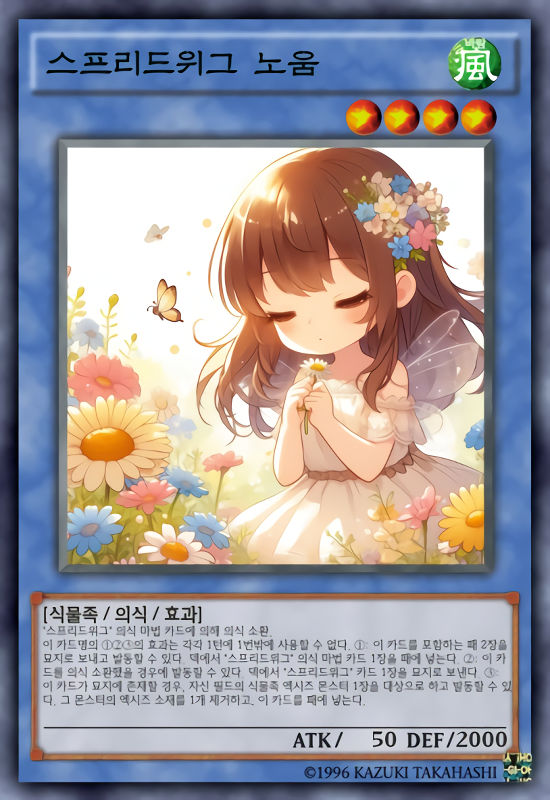 스프리드위그 노움
風
[식물족 / 의식 / 효과]
"스프리드위그" 의식 마법 카드에 의해 의식 소환.
이 카드명의 ①②③의 효과는 각각 1턴에 1번밖에 사용할 수 없다. ①: 이 카드를 포함하는 패 2장을
묘지로 보내고 발동할 수 있다. 덱에서 "스프리드위그" 의식 마법 카드 1장을 패에 넣는다. ②: 이 카
드를 의식 소환했을 경우에 발동할 수 있다. 덱에서 "스프리드위그" 카드 1장을 묘지로 보낸다. ③:
이 카드가 묘지에 존재할 경우, 자신 필드의 식물족 엑시즈 몬스터 1장을 대상으로 하고 발동할 수 있
다. 그 몬스터의 엑시즈 소재를 1개 제거하고, 이 카드를 패에 넣는다.
ATK/ 50 DEF/2000
©1996 KAZUKI TAKAHASHI